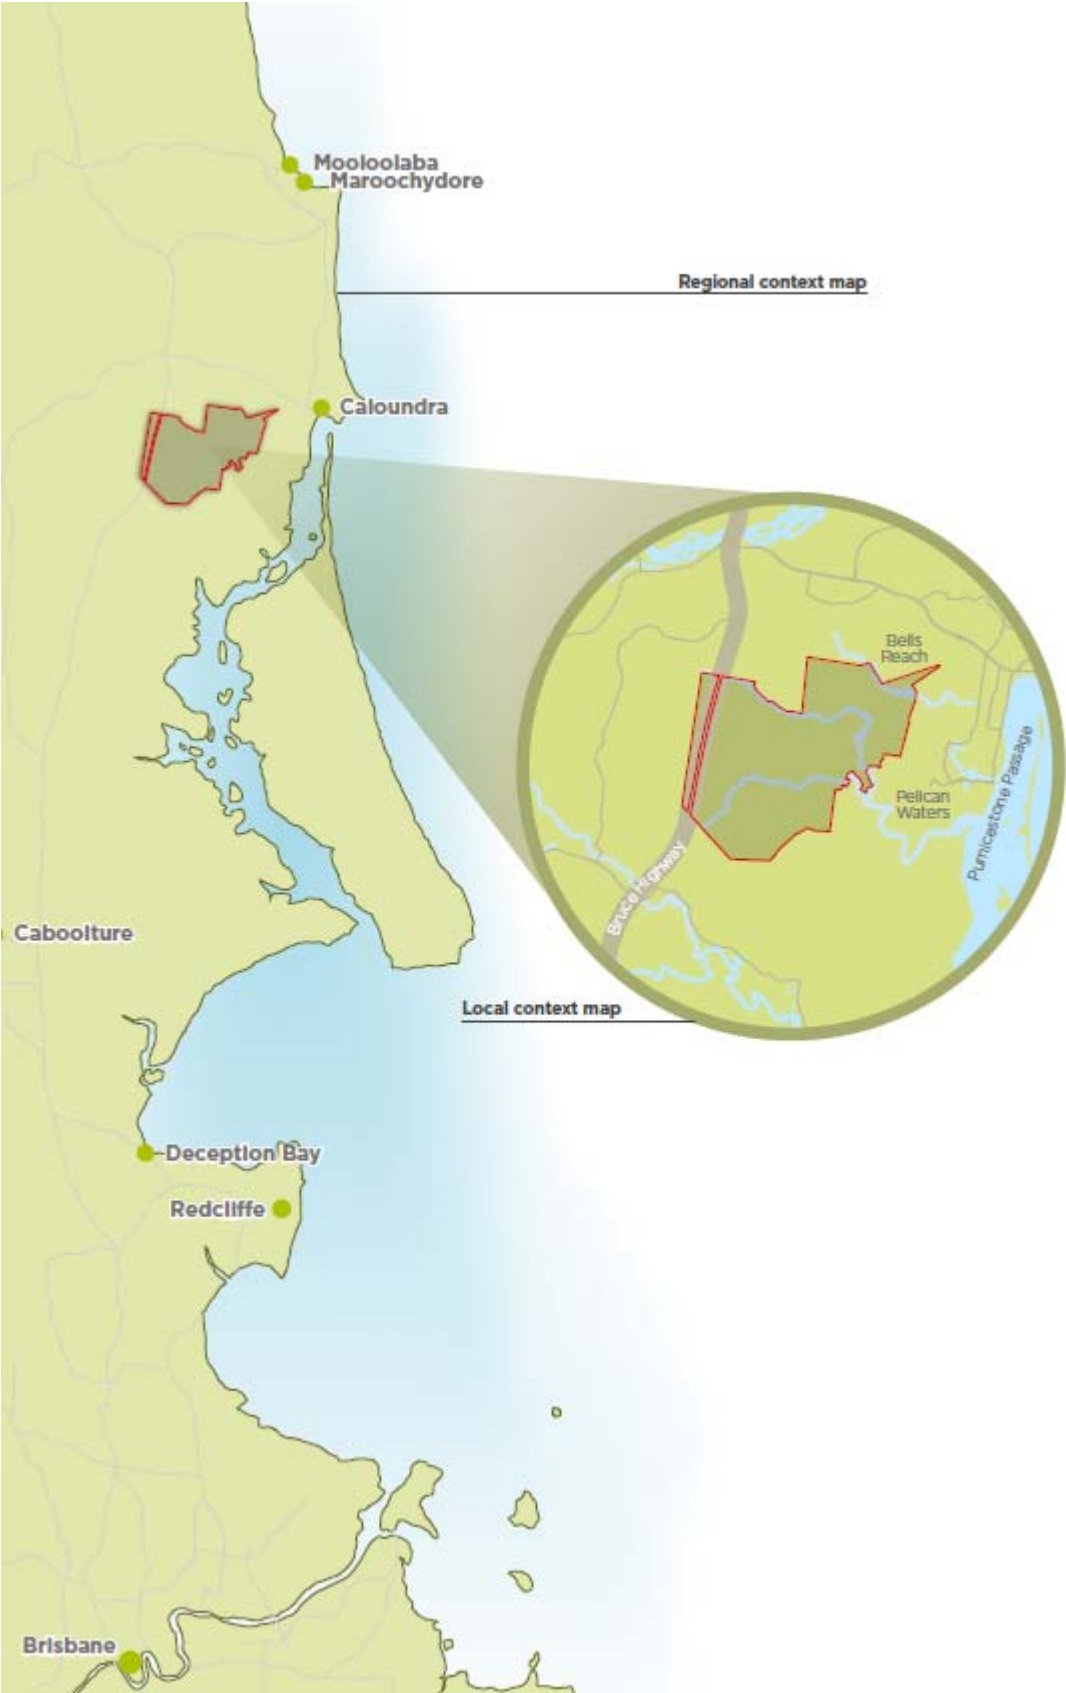 Mooloolaba
Maroochydore
Regional context map
Caloundra
Bells
Reach
Pelican
Waters
Pumicestone Passage
Bruce Highway
Caboolture
Local context map
Deception Bay
Redcliffe
Brisbane